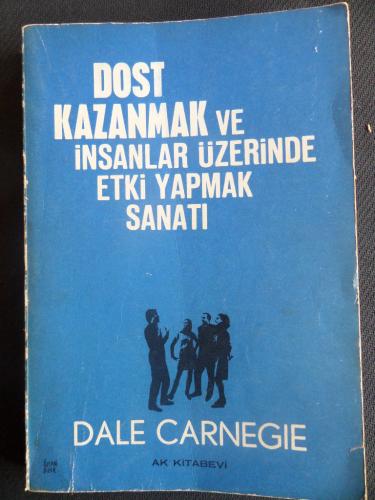 DOST
KAZANMAK VE
İNSANLAR ÜZERİNDE
ETKİ YAPMAK
SANATI
DALE CARNEGIE
AK KİTABEVİ